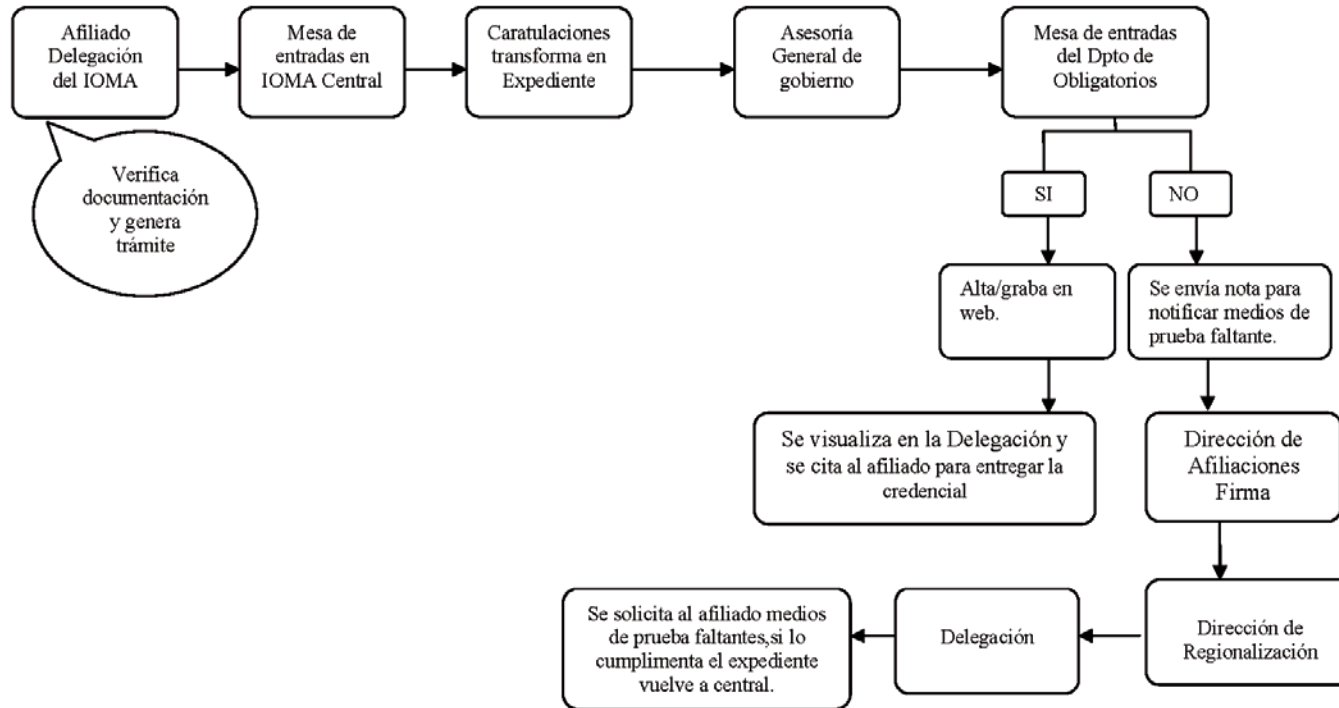 Afiliado
Delegación
del IOMA
Mesa de
entradas en
IOMA Central
Caratulaciones
transforma en
Expediente
Asesoría
General de
gobierno
Mesa de entradas
del Dpto de
Obligatorios
Verifica
documentación
y genera
trámite
SI
NO
Alta/graba en
web.
Se envía nota para
notificar medios de
prueba faltante.
Se visualiza en la Delegación y
se cita al afiliado para entregar la
credencial
Dirección de
Afiliaciones
Firma
Se solicita al afiliado medios
de prueba faltantes,si lo
cumplimenta el expediente
vuelve a central.
Delegación
Dirección de
Regionalización